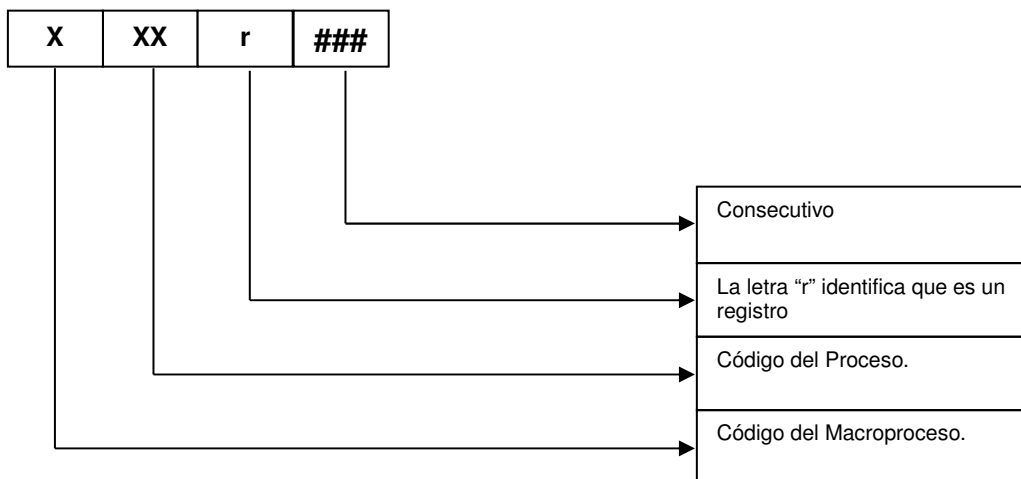 X XX r ###
Consecutivo
La letra “r” identifica que es un
registro
Código del Proceso.
Código del Macroproceso.